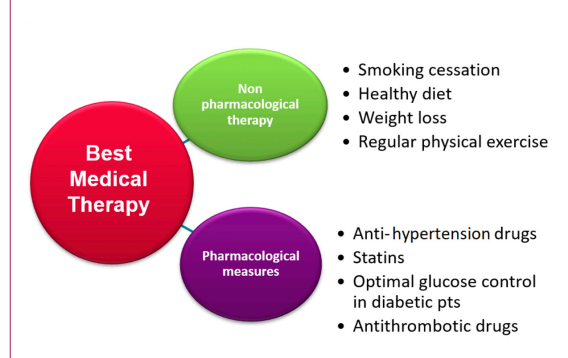 Best
Medical
Therapy
Non
pharmacological
therapy
• Smoking cessation
• Healthy diet
• Weight loss
• Regular physical exercise
Pharmacological
measures
• Anti-hypertension drugs
• Statins
• Optimal glucose control
in diabetic pts
• Antithrombotic drugs